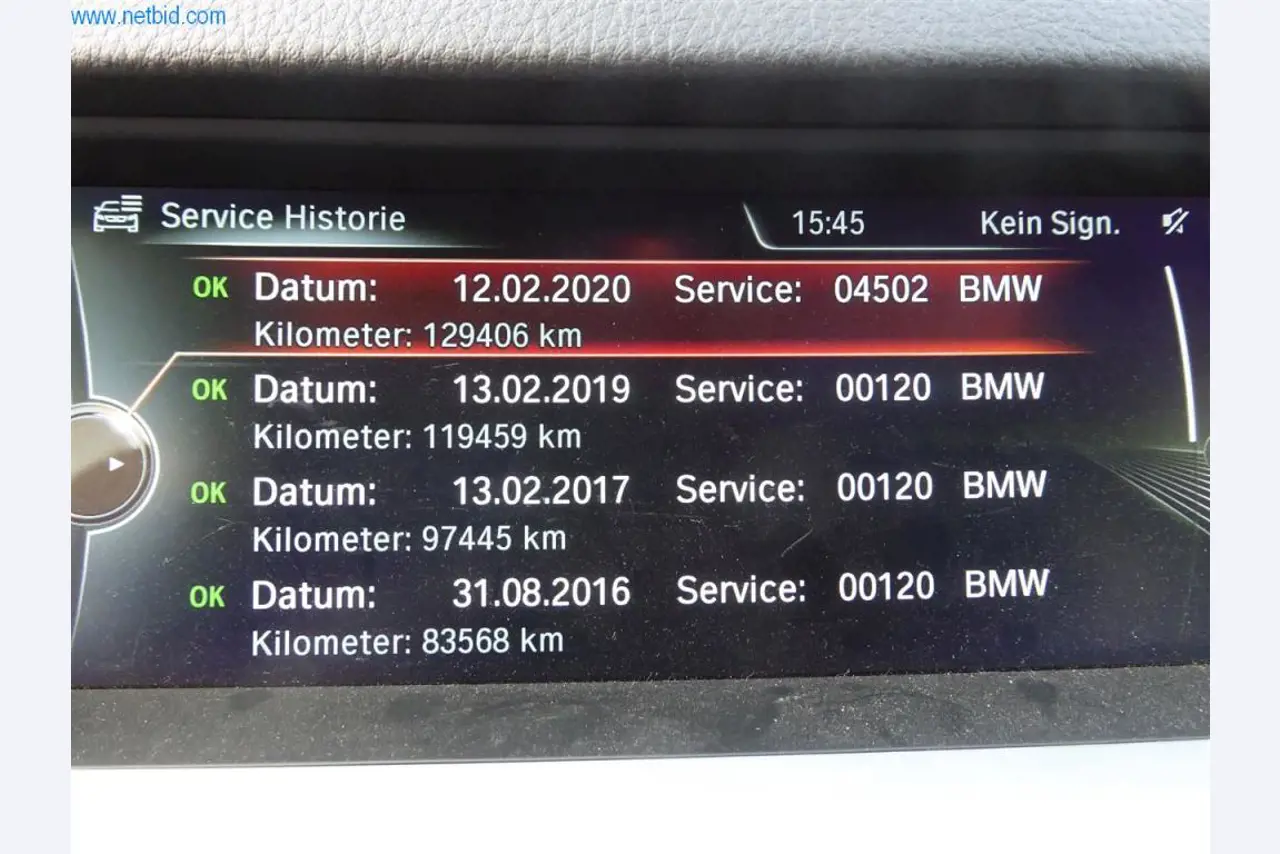 www.netbid.com
Service Historie 15:45 Kein Sign.
OK Datum: 12.02.2020 Service: 04502 BMW
Kilometer: 129406 km
OK Datum: 13.02.2019 Service: 00120 BMW
Kilometer: 119459 km
OK Datum: 13.02.2017 Service: 00120 BMW
Kilometer: 97445 km
OK Datum: 31.08.2016 Service: 00120 BMW
Kilometer: 83568 km